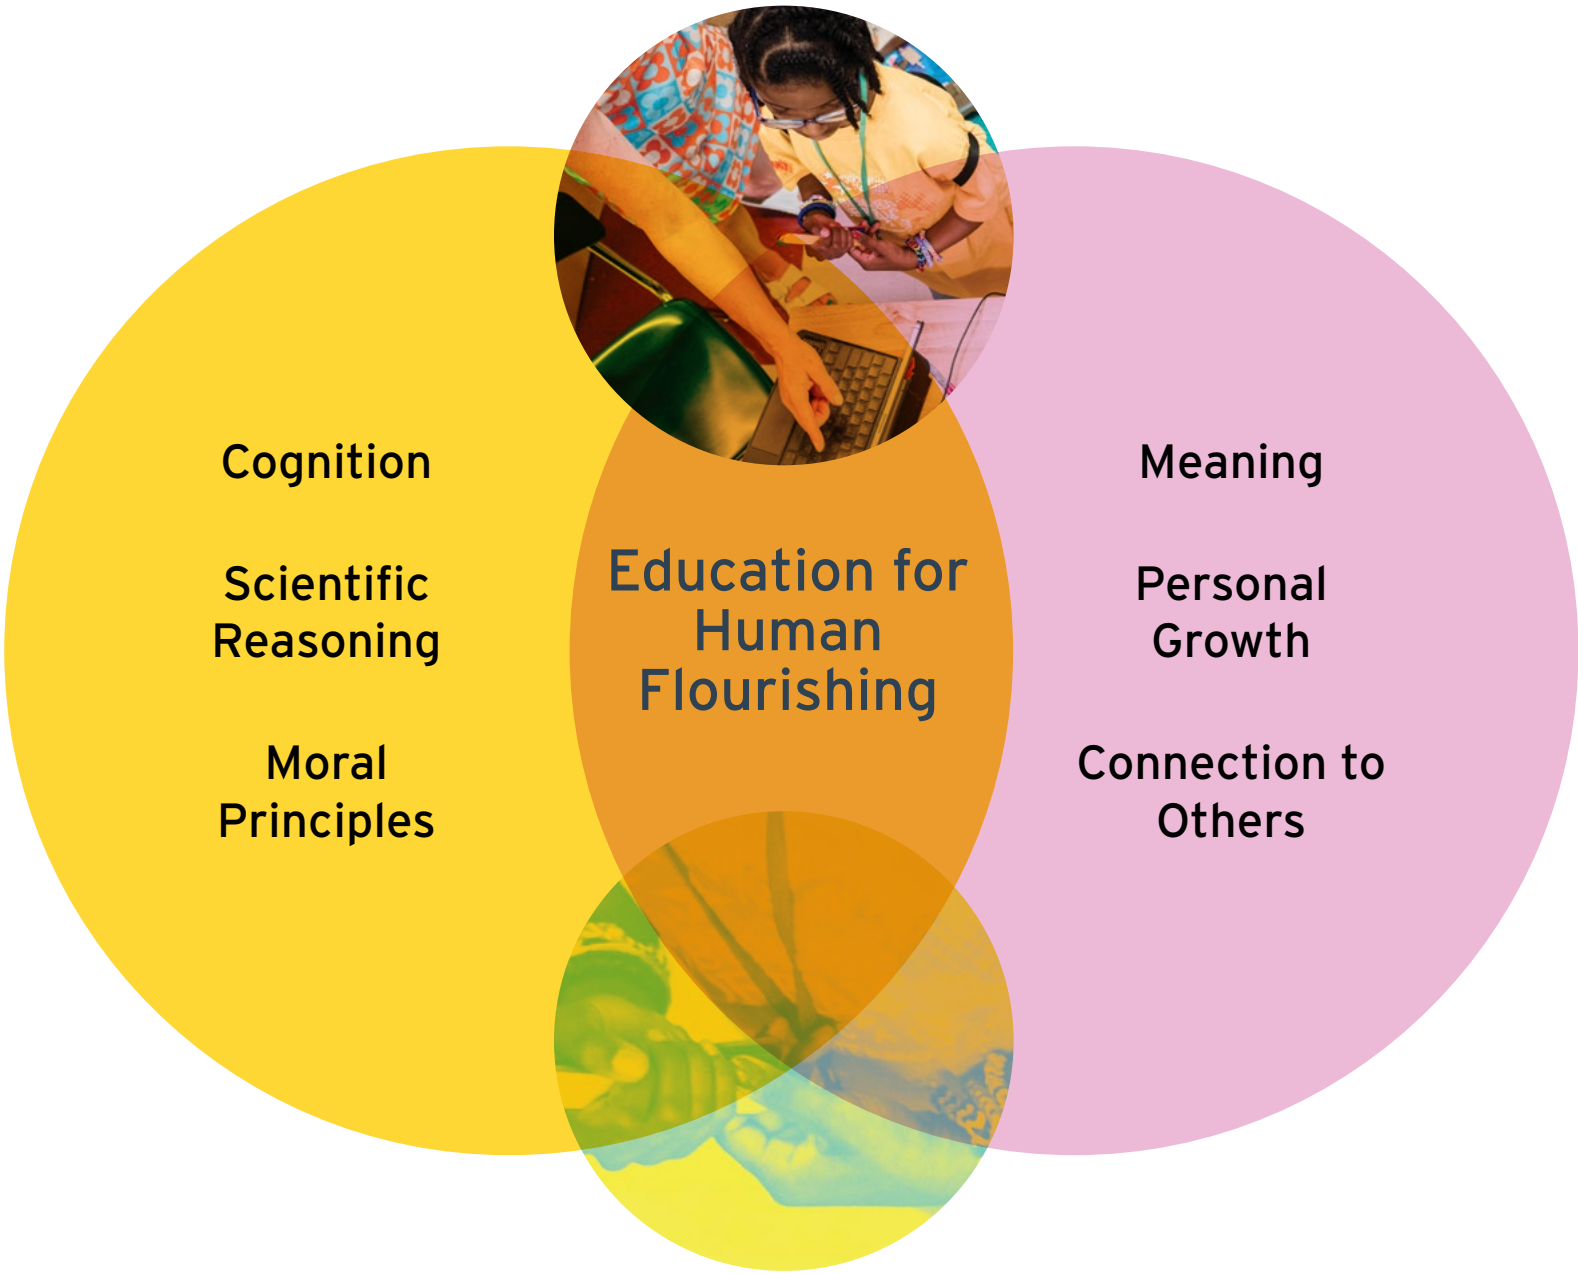 Cognition
Scientific
Reasoning
Moral
Principles
Education for
Human
Flourishing
Meaning
Personal
Growth
Connection to
Others